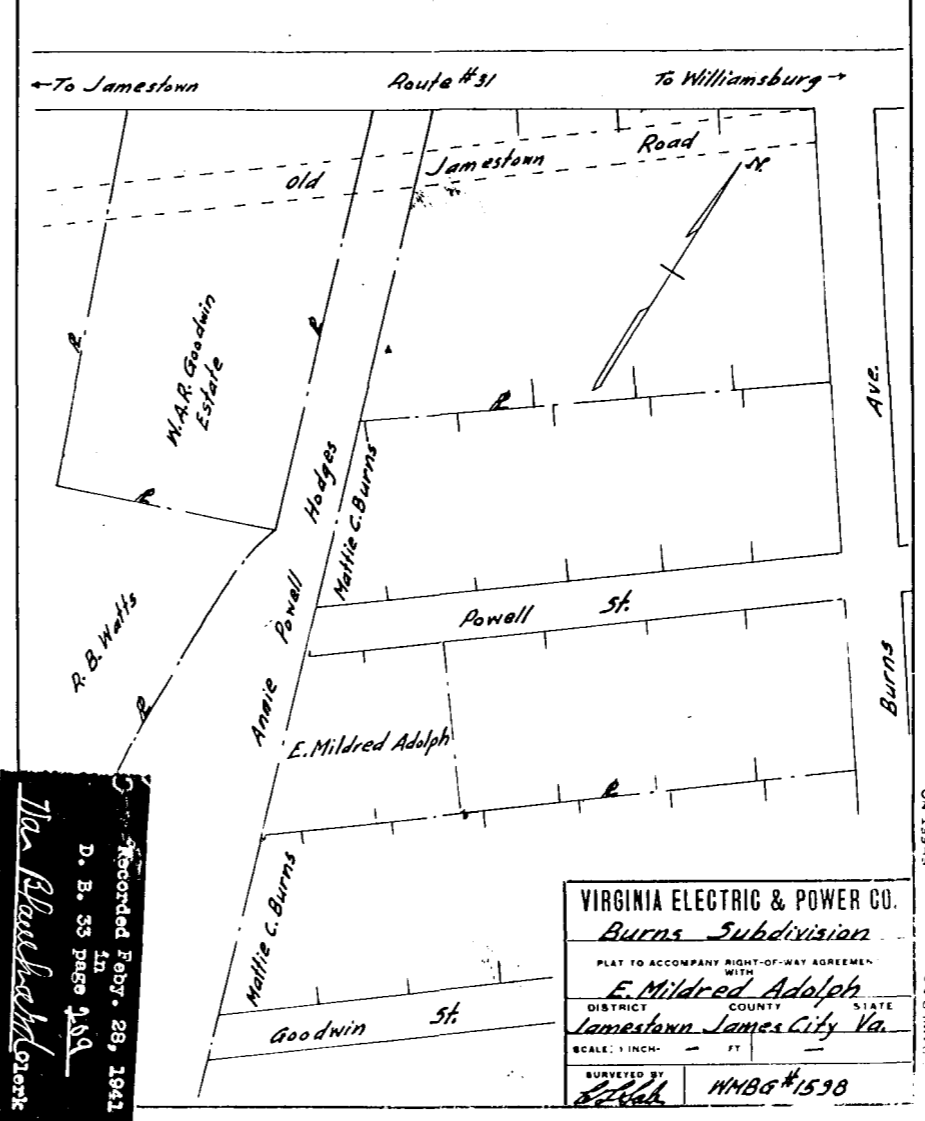 ←To Jamestown Route #31 To Williamsburg→
Old Jamestown Road
N.
W.A.R. Goodwin
Estate
Ave.
Hodges
Mattie C. Burns
R. B. Watts
Powell
Powell St.
Annie
Burns
E. Mildred Adolph
Mattie C. Burns
Goodwin St.
Recorded Feby. 28, 1941
in
D. B. 33 page
Clerk
VIRGINIA ELECTRIC & POWER CO.
Burns Subdivision
PLAT TO ACCOMPANY RIGHT-OF-WAY AGREEMEN
WITH
E. Mildred Adolph
DISTRICT COUNTY STATE
Jamestown James City Va.
SCALE: 1 INCH- — FT —
SURVEYED BY
WMBG #1598